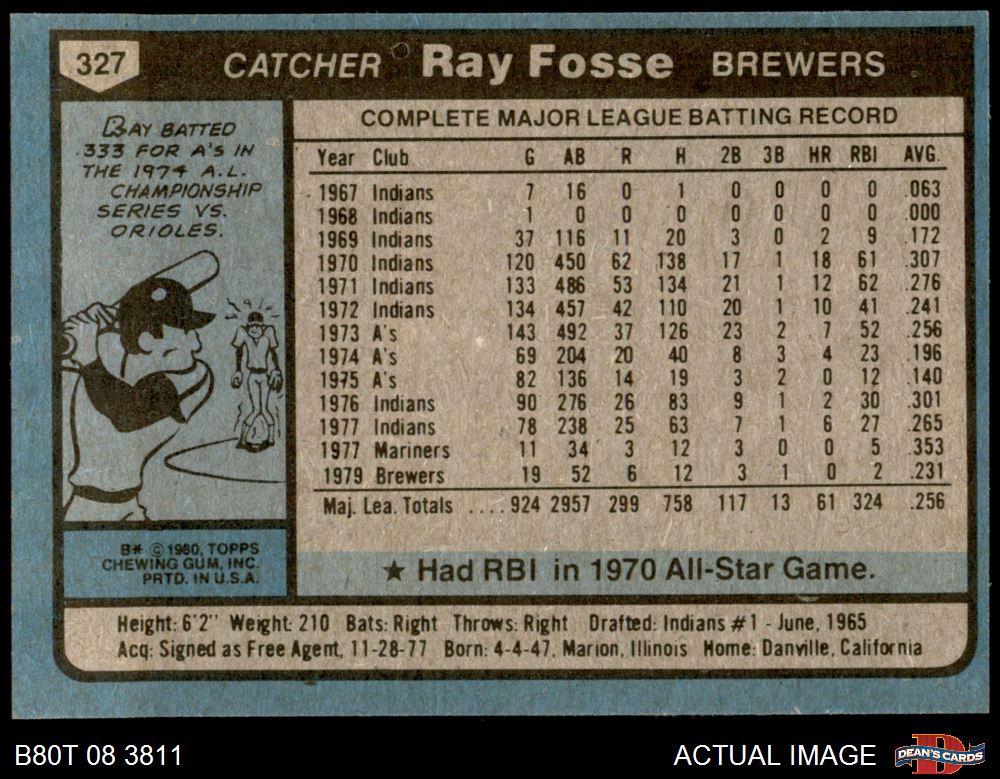 327 CATCHER Ray Fosse BREWERS
RAY BATTED
.333 FOR A'S IN
THE 1974 A.L.
CHAMPIONSHIP
SERIES VS.
ORIOLES.
B* © 1980, TOPPS
CHEWING GUM, INC.
PRTD. IN U.S.A.
COMPLETE MAJOR LEAGUE BATTING RECORD
Year Club G AB R H 2B 3B HR RBI AVG.
1967 Indians 7 16 0 1 0 0 0 0 .063
1968 Indians 1 0 0 0 0 0 0 0 .000
1969 Indians 37 116 11 20 3 0 2 9 .172
1970 Indians 120 450 62 138 17 1 18 61 .307
1971 Indians 133 486 53 134 21 1 12 62 .276
1972 Indians 134 457 42 110 20 1 10 41 .241
1973 A's 143 492 37 126 23 2 7 52 .256
1974 A's 69 204 20 40 8 3 4 23 .196
1975 A's 82 136 14 19 3 2 0 12 .140
1976 Indians 90 276 26 83 9 1 2 30 .301
1977 Indians 78 238 25 63 7 1 6 27 .265
1977 Mariners 11 34 3 12 3 0 0 5 .353
1979 Brewers 19 52 6 12 3 1 0 2 .231
Maj. Lea. Totals ....924 2957 299 758 117 13 61 324 .256
★ Had RBI in 1970 All-Star Game.
Height: 6'2" Weight: 210 Bats: Right Throws: Right Drafted: Indians #1 - June, 1965
Acq: Signed as Free Agent, 11-28-77 Born: 4-4-47, Marion, Illinois Home: Danville, California
B80T 08 3811 ACTUAL IMAGE DEAN'S CARDS